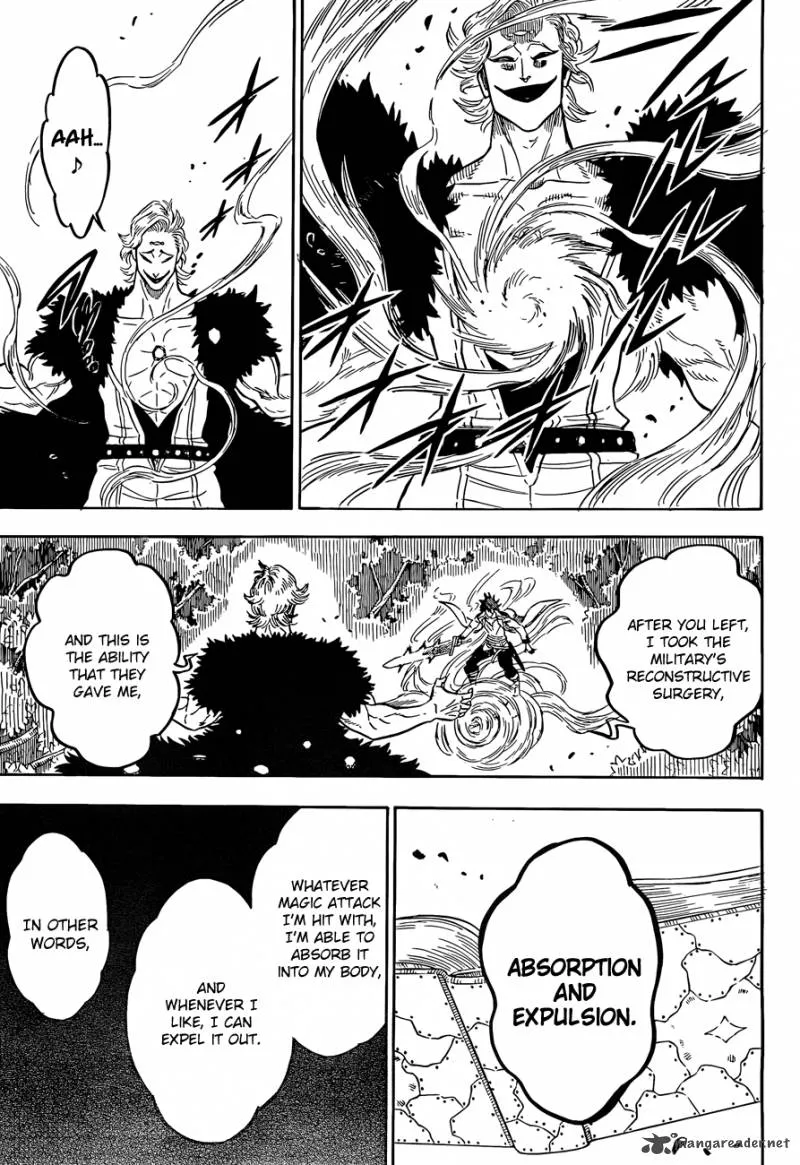 AAH...
♪
AFTER YOU LEFT,
I TOOK THE
MILITARY'S
RECONSTRUCTIVE
SURGERY,
AND THIS IS
THE ABILITY
THAT THEY
GAVE ME,
ABSORPTION
AND
EXPULSION.
WHATEVER
MAGIC ATTACK
I'M HIT WITH,
I'M ABLE TO
ABSORB IT
INTO MY BODY,
AND
WHENEVER I
LIKE, I CAN
EXPEL IT OUT.
IN OTHER
WORDS,
mangareader.net